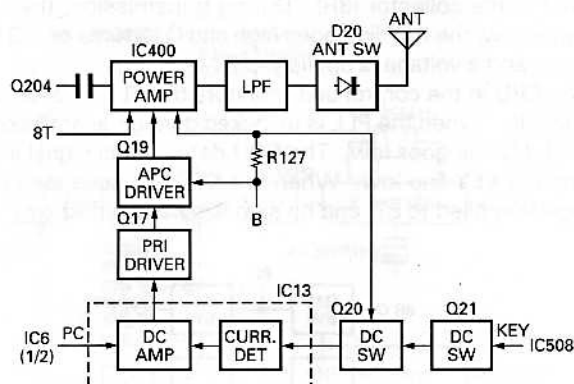 ANT
D20
ANT SW
IC400
POWER
AMP
LPF
Q204
8T
Q19
R127
APC
DRIVER
B
Q17
PRI
DRIVER
IC13
Q20
Q21
KEY
IC6
(1/2)
PC
DC
AMP
CURR.
DET
DC
SW
DC
SW
IC508